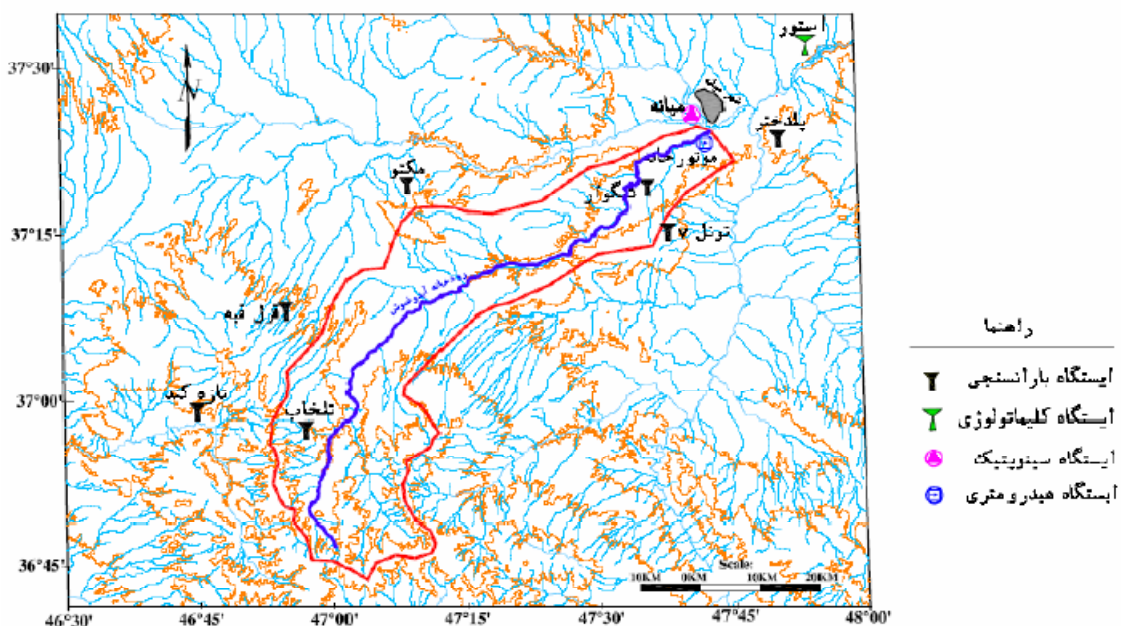 استور
37°30'
N
میانه
پلدختر
موتورخانه
مکتو
37°15'
تونل ۷
قزل قیه
37°00'
تلخاب
36°45'
Scale:
10KM 0KM 10KM 20KM
46°30' 46°45' 47°00' 47°15' 47°30' 47°45' 48°00'
راهنما
ایستگاه بارانسنجی
ایستگاه کلیماتولوژی
ایستگاه سینوپتیک
ایستگاه هیدرومتری